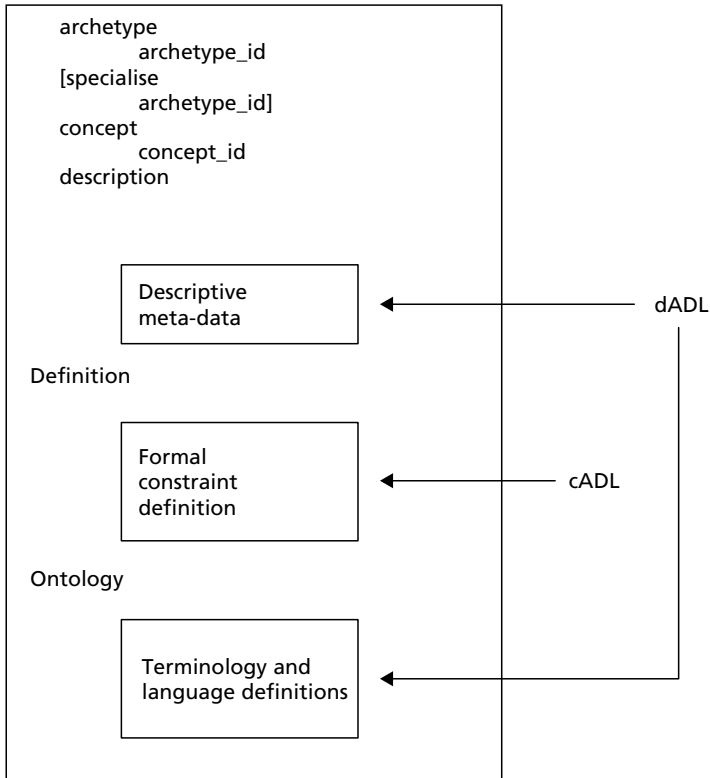 archetype
archetype_id
[specialise
archetype_id]
concept
concept_id
description
Descriptive
meta-data
dADL
Definition
Formal
constraint
definition
cADL
Ontology
Terminology and
language definitions